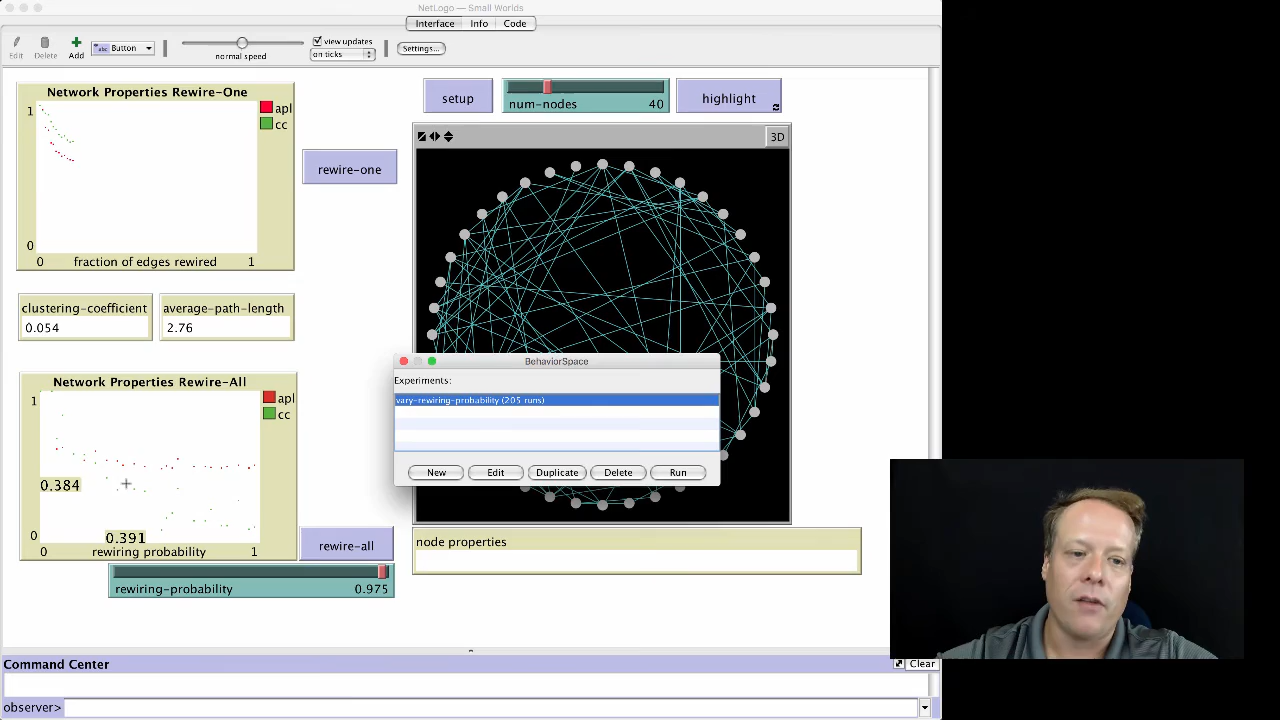 NetLogo — Small Worlds
Interface Info Code
Edit Delete Add
abc Button
normal speed
view updates
on ticks
Settings...
Network Properties Rewire-One
1
0
0 fraction of edges rewired 1
apl
cc
rewire-one
setup
num-nodes 40
highlight
3D
clustering-coefficient
0.054
average-path-length
2.76
Network Properties Rewire-All
1
0.384
0
0.391
0 rewiring probability 1
apl
cc
rewire-all
rewiring-probability 0.975
BehaviorSpace
Experiments:
vary-rewiring-probability (205 runs)
New Edit Duplicate Delete Run
node properties
Command Center
Clear
observer>